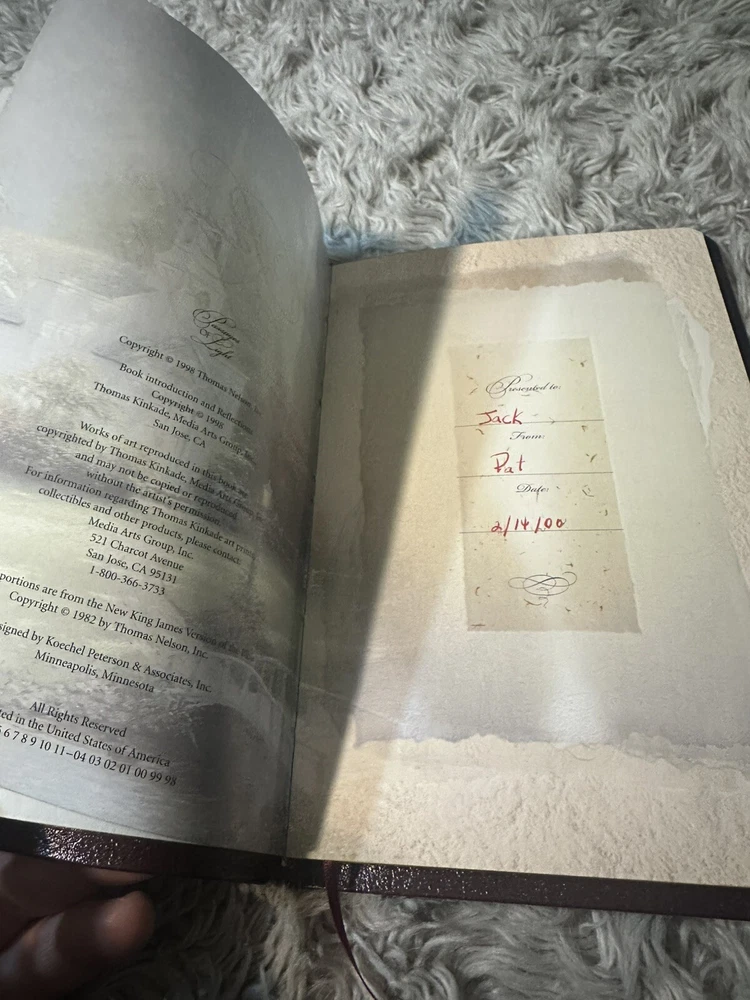 Passages
of
Light
Copyright © 1998 Thomas Nelson,
Book introduction and Reflections
Copyright © 1998
Thomas Kinkade, Media Arts Group, Inc.
San Jose, CA
Works of art reproduced in this book are
copyrighted by Thomas Kinkade, Media Arts Group,
and may not be copied or reproduced
without the artist's permission.
For information regarding Thomas Kinkade art prints,
collectibles and other products, please contact:
Media Arts Group, Inc.
521 Charcot Avenue
San Jose, CA 95131
1-800-366-3733
portions are from the New King James Version of the
Copyright © 1982 by Thomas Nelson, Inc.
signed by Koechel Peterson & Associates, Inc.
Minneapolis, Minnesota
All Rights Reserved
ted in the United States of America
6 7 8 9 10 11–04 03 02 01 00 99 98
Presented to:
Jack
From:
Pat
Date:
2/14/00